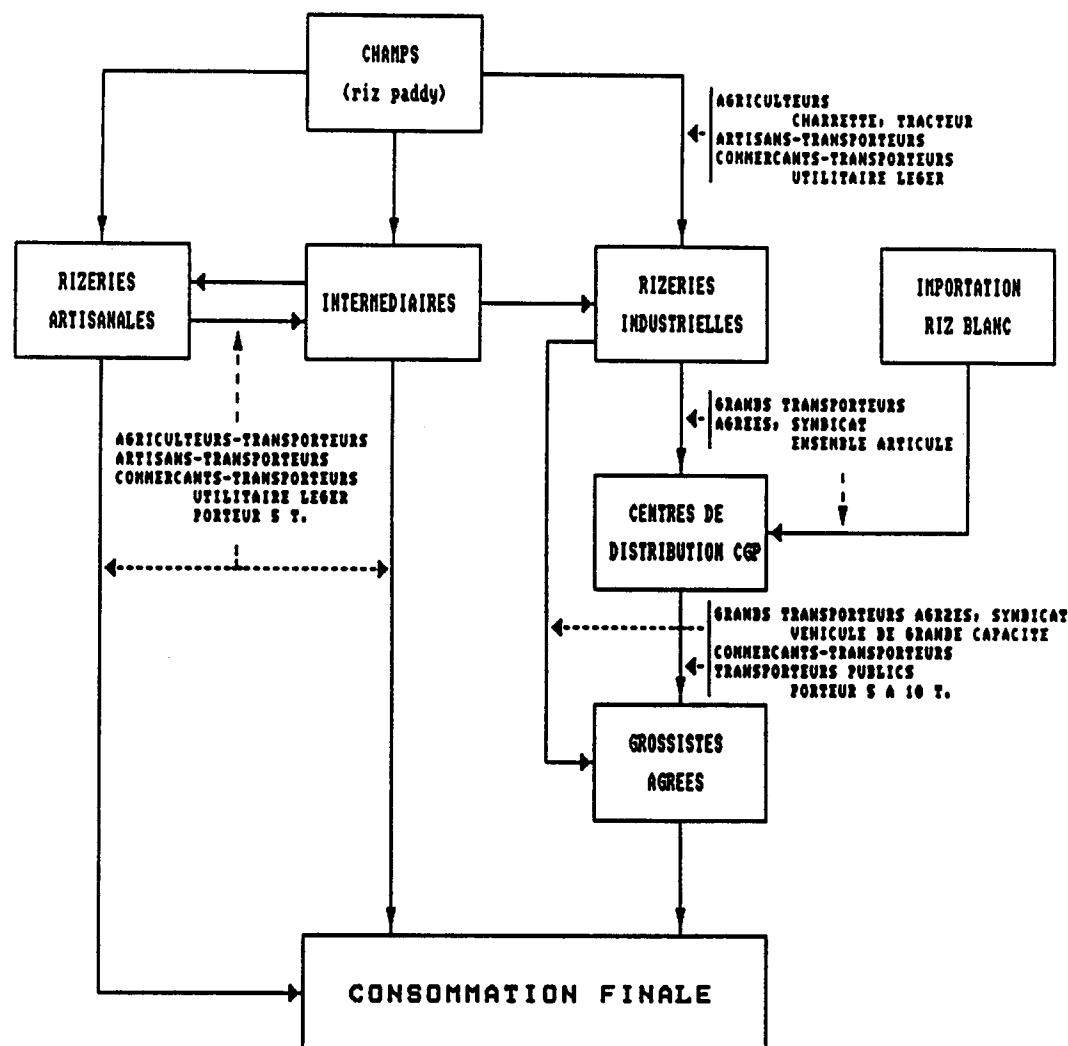 CHAMPS
(riz paddy)
AGRICULTEURS
CHARRETTE, TRACTEUR
ARTISANS-TRANSPORTEURS
COMMERCANTS-TRANSPORTEURS
UTILITAIRE LEGER
RIZERIES
ARTISANALES
INTERMEDIAIRES
RIZERIES
INDUSTRIELLES
IMPORTATION
RIZ BLANC
GRANDS TRANSPORTEURS
AGREES, SYNDICAT
ENSEMBLE ARTICULE
AGRICULTEURS-TRANSPORTEURS
ARTISANS-TRANSPORTEURS
COMMERCANTS-TRANSPORTEURS
UTILITAIRE LEGER
PORTEUR 5 T.
CENTRES DE
DISTRIBUTION CGP
GRANDS TRANSPORTEURS AGREES, SYNDICAT
VEHICULE DE GRANDE CAPACITE
COMMERCANTS-TRANSPORTEURS
TRANSPORTEURS PUBLICS
PORTEUR 5 A 10 T.
GROSSISTES
AGREES
CONSOMMATION FINALE